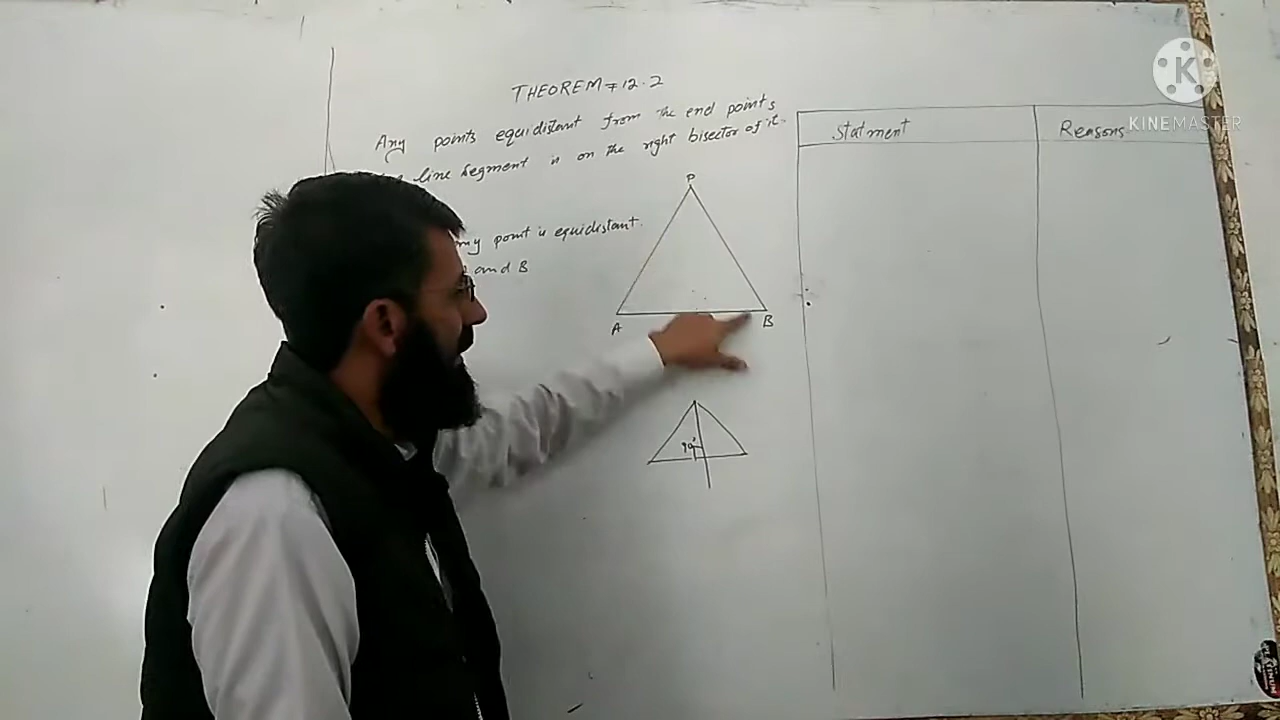 THEOREM = 12.2
Any points equidistant from the end points
line segment is on the right bisector of it.
point is equidistant.
and B
P
A B
90°
Statment Reasons
K
KINEMASTER